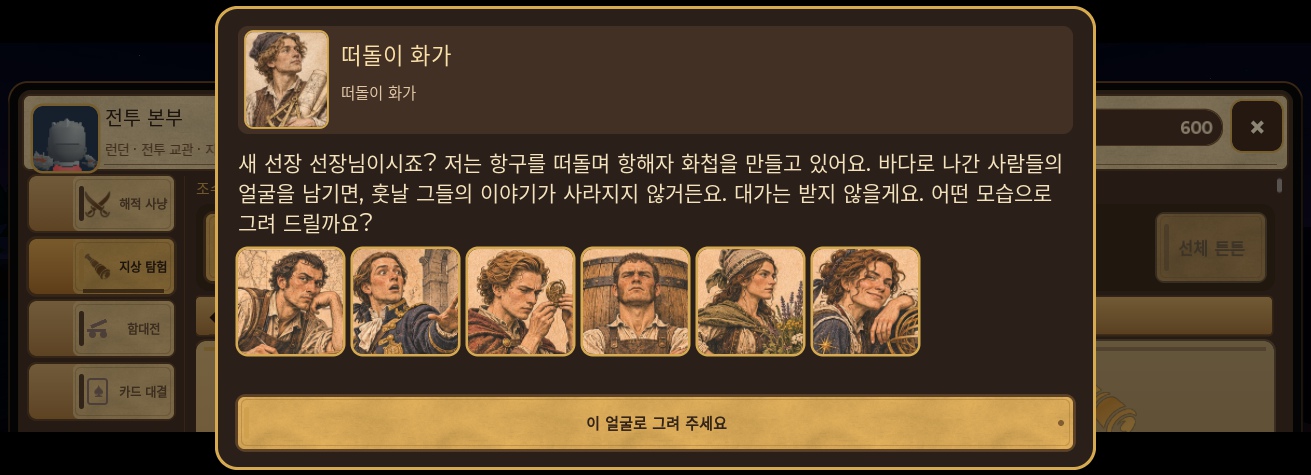 떠돌이 화가
떠돌이 화가
새 선장 선장님이시죠? 저는 항구를 떠돌며 항해자 화첩을 만들고 있어요. 바다로 나간 사람들의
얼굴을 남기면, 훗날 그들의 이야기가 사라지지 않거든요. 대가는 받지 않을게요. 어떤 모습으로
그려 드릴까요?
이 얼굴로 그려 주세요
전투 본부
런던 · 전투 교관 ·
600
×
해적 사냥
지상 탐험
함대전
카드 대결
선체 튼튼